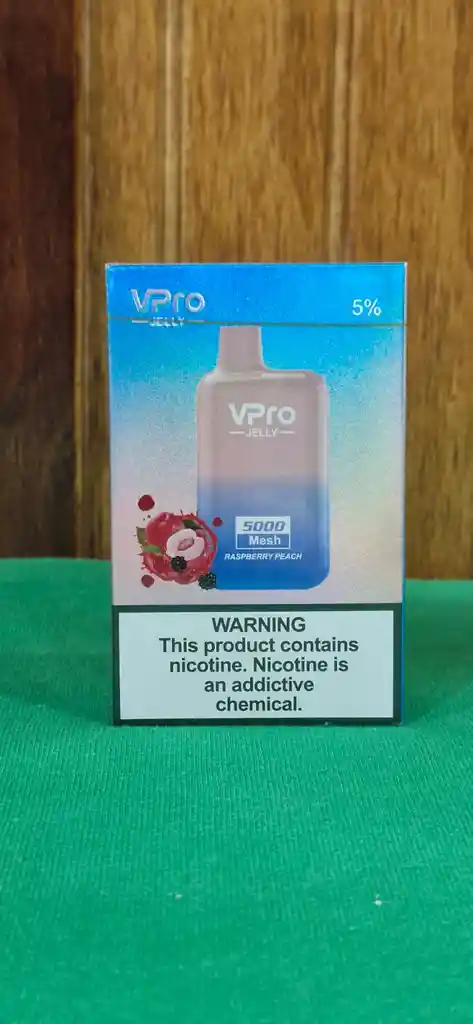 VPro
JELLY
5%
VPro
JELLY
5000
Mesh
RASPBERRY PEACH
WARNING
This product contains
nicotine. Nicotine is
an addictive
chemical.